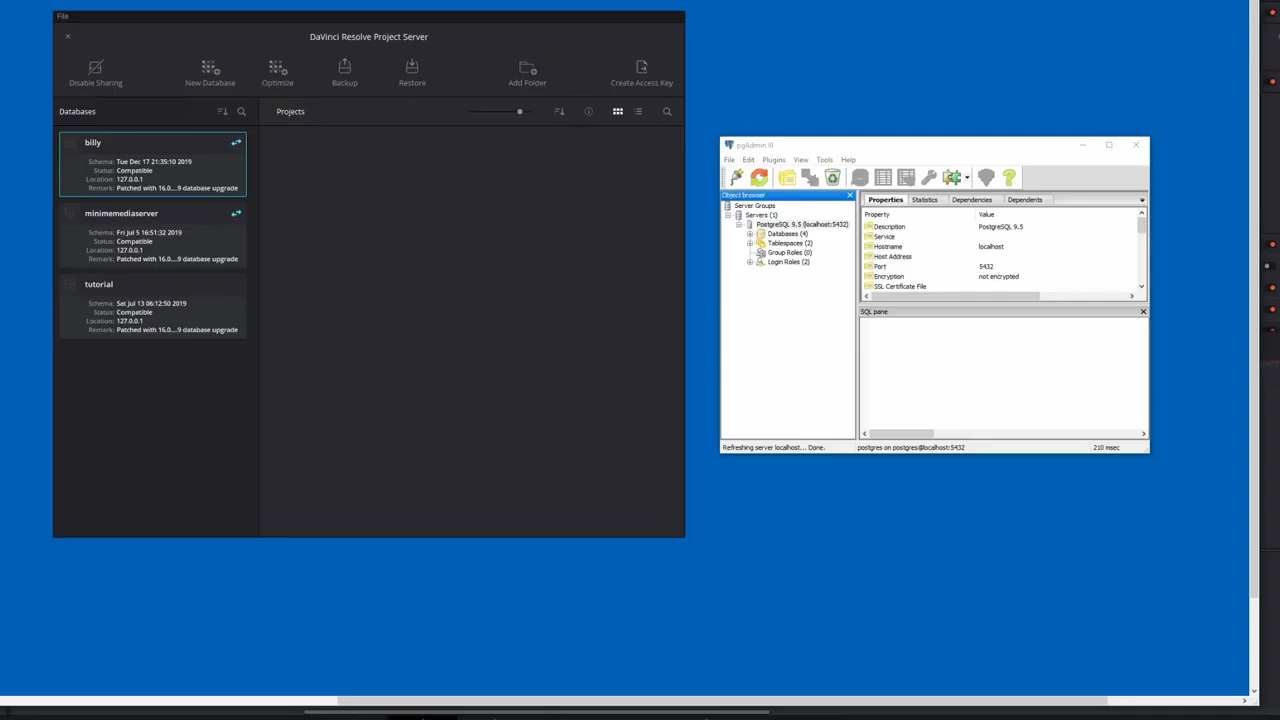 File
DaVinci Resolve Project Server
Disable Sharing
New Database
Optimize
Backup
Restore
Add Folder
Create Access Key
Databases
Projects
billy
Schema: Tue Dec 17 21:35:10 2019
Status: Compatible
Location: 127.0.0.1
Remark: Patched with 16.0....9 database upgrade
minimemediaserver
Schema: Fri Jul 5 16:51:32 2019
Status: Compatible
Location: 127.0.0.1
Remark: Patched with 16.0....9 database upgrade
tutorial
Schema: Sat Jul 13 06:12:50 2019
Status: Compatible
Location: 127.0.0.1
Remark: Patched with 16.0....9 database upgrade
pgAdmin III
File Edit Plugins View Tools Help
Object browser
Server Groups
Servers (1)
PostgreSQL 9.5 (localhost:5432)
Databases (4)
Tablespaces (2)
Group Roles (0)
Login Roles (2)
Properties Statistics Dependencies Dependents
Property Value
Description PostgreSQL 9.5
Service
Hostname localhost
Host Address
Port 5432
Encryption not encrypted
SSL Certificate File
SQL pane
Refreshing server localhost... Done. postgres on postgres@localhost:5432 210 msec